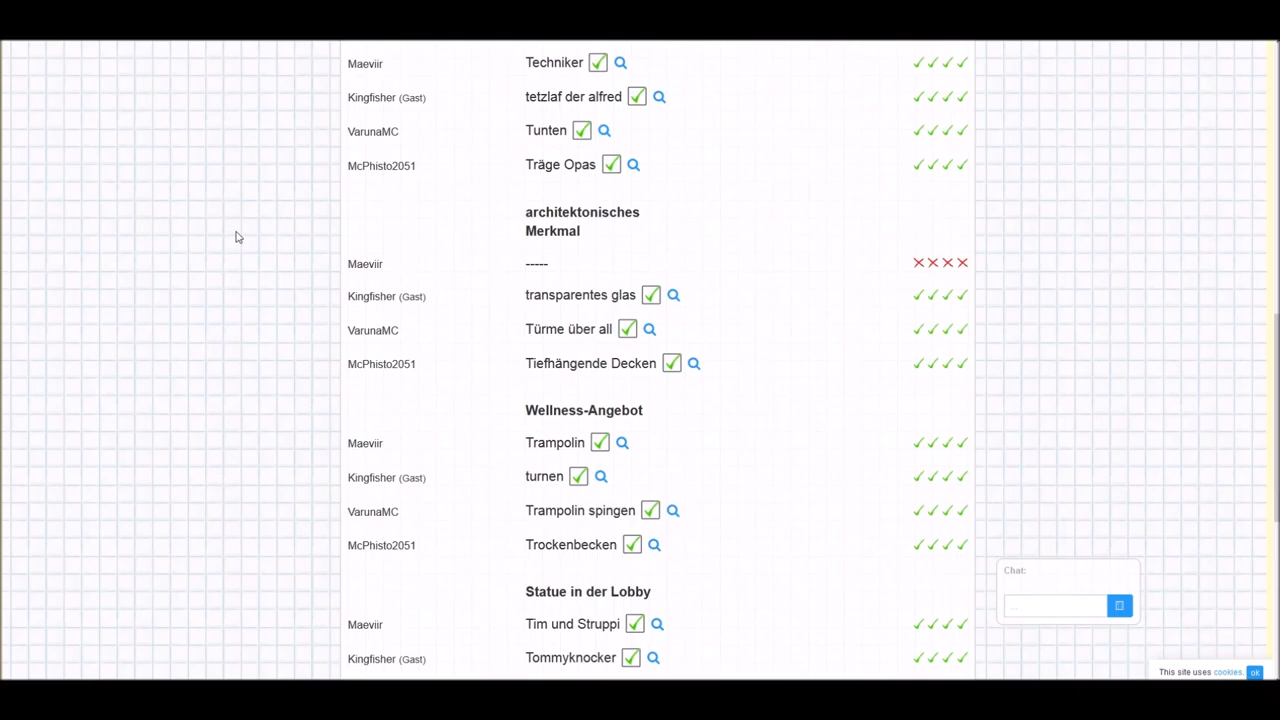 Maeviir Techniker
Kingfisher (Gast) tetzlaf der alfred
VarunaMC Tunten
McPhisto2051 Träge Opas
architektonisches
Merkmal
Maeviir -----
Kingfisher (Gast) transparentes glas
VarunaMC Türme über all
McPhisto2051 Tiefhängende Decken
Wellness-Angebot
Maeviir Trampolin
Kingfisher (Gast) turnen
VarunaMC Trampolin spingen
McPhisto2051 Trockenbecken
Statue in der Lobby
Chat:
...
Maeviir Tim und Struppi
Kingfisher (Gast) Tommyknocker
This site uses cookies. ok